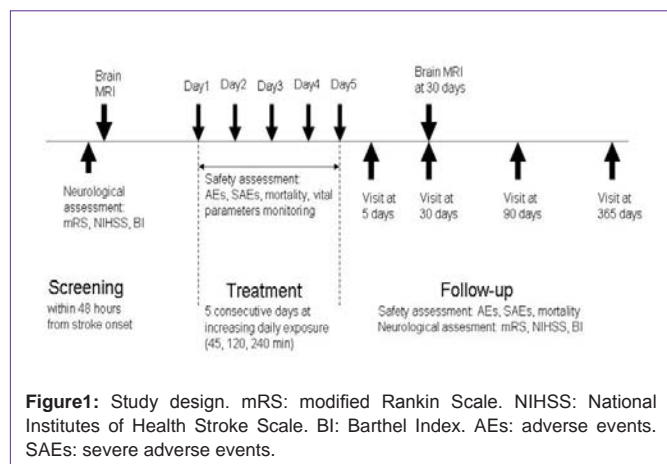 Brain
MRI
Day1
Day2
Day3
Day4
Day5
Brain MRI
at 30 days
Neurological
assessment:
mRS, NIHSS, BI
Safety assessment:
AEs, SAEs, mortality, vital
parameters monitoring
Visit at
5 days
Visit at
30 days
Visit at
90 days
Visit at
365 days
Screening
within 48 hours
from stroke onset
Treatment
5 consecutive days at
increasing daily exposure
(45, 120, 240 min)
Follow-up
Safety assessment: AEs, SAEs, mortality
Neurological assesment: mRS, NIHSS, BI
Figure1: Study design. mRS: modified Rankin Scale. NIHSS: National
Institutes of Health Stroke Scale. BI: Barthel Index. AEs: adverse events.
SAEs: severe adverse events.